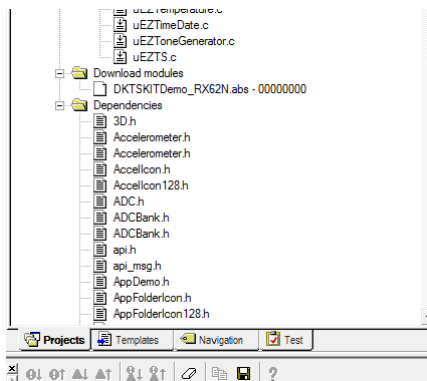 uEZTemperature.c
uEZTimeDate.c
uEZToneGenerator.c
uEZTS.c
Download modules
DKTSKITDemo_RX62N.abs - 00000000
Dependencies
3D.h
Accelerometer.h
Accelerometer.h
AccelIcon.h
AccelIcon128.h
ADC.h
ADCBank.h
ADCBank.h
api.h
api_msg.h
AppDemo.h
AppFolderIcon.h
AppFolderIcon128.h
Projects Templates Navigation Test